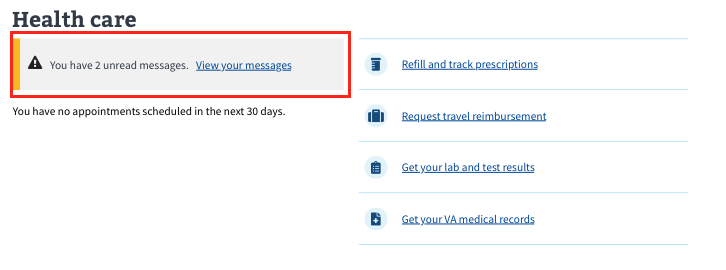 Health care
You have 2 unread messages. View your messages
You have no appointments scheduled in the next 30 days.
Refill and track prescriptions
Request travel reimbursement
Get your lab and test results
Get your VA medical records